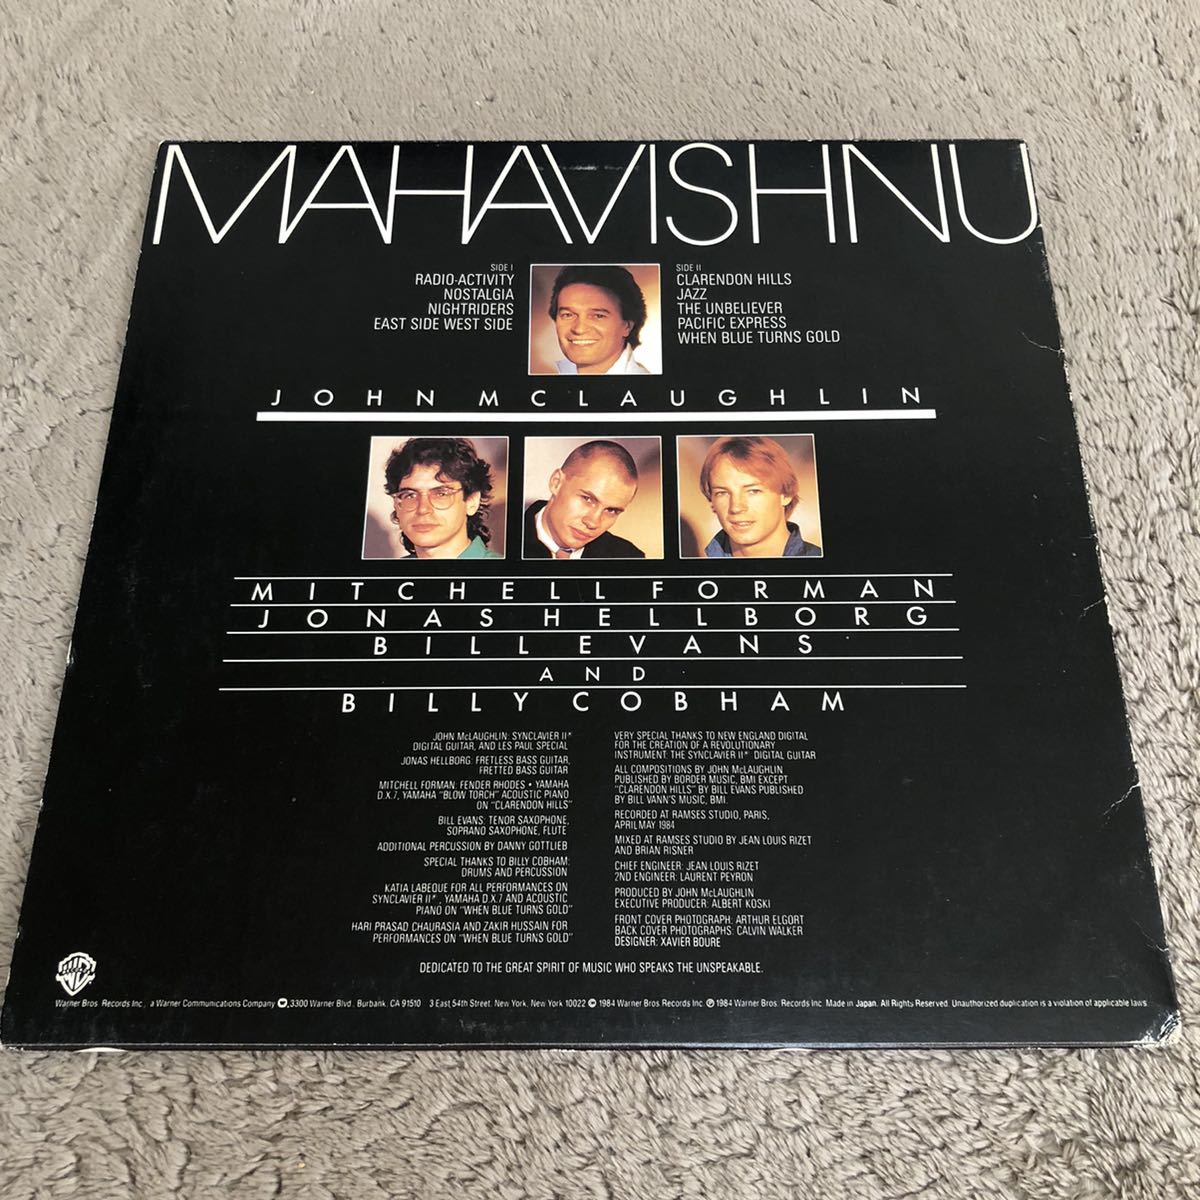 MAHAVISHNU
SIDE I
RADIO-ACTIVITY
NOSTALGIA
NIGHTRIDERS
EAST SIDE WEST SIDE
SIDE II
CLARENDON HILLS
JAZZ
THE UNBELIEVER
PACIFIC EXPRESS
WHEN BLUE TURNS GOLD
JOHN MCLAUGHLIN
MITCHELL FORMAN
JONAS HELLBORG
BILL EVANS
AND
BILLY COBHAM
JOHN McLAUGHLIN: SYNCLAVIER II*
DIGITAL GUITAR, AND LES PAUL SPECIAL
JONAS HELLBORG: FRETLESS BASS GUITAR,
FRETTED BASS GUITAR
MITCHELL FORMAN: FENDER RHODES • YAMAHA
D.X.7, YAMAHA "BLOW TORCH" ACOUSTIC PIANO
ON "CLARENDON HILLS"
BILL EVANS: TENOR SAXOPHONE,
SOPRANO SAXOPHONE, FLUTE
ADDITIONAL PERCUSSION BY DANNY GOTTLIEB
SPECIAL THANKS TO BILLY COBHAM:
DRUMS AND PERCUSSION
KATIA LABEQUE FOR ALL PERFORMANCES ON
SYNCLAVIER II*, YAMAHA D.X.7 AND ACOUSTIC
PIANO ON "WHEN BLUE TURNS GOLD"
HARI PRASAD CHAURASIA AND ZAKIR HUSSAIN FOR
PERFORMANCES ON "WHEN BLUE TURNS GOLD"
VERY SPECIAL THANKS TO NEW ENGLAND DIGITAL
FOR THE CREATION OF A REVOLUTIONARY
INSTRUMENT: THE SYNCLAVIER II* DIGITAL GUITAR
ALL COMPOSITIONS BY JOHN McLAUGHLIN
PUBLISHED BY BORDER MUSIC, BMI EXCEPT
"CLARENDON HILLS" BY BILL EVANS PUBLISHED
BY BILL VANN'S MUSIC, BMI.
RECORDED AT RAMSES STUDIO, PARIS,
APRIL/MAY 1984
MIXED AT RAMSES STUDIO BY JEAN LOUIS RIZET
AND BRIAN RISNER
CHIEF ENGINEER: JEAN LOUIS RIZET
2ND ENGINEER: LAURENT PEYRON
PRODUCED BY JOHN McLAUGHLIN
EXECUTIVE PRODUCER: ALBERT KOSKI
FRONT COVER PHOTOGRAPH: ARTHUR ELGORT
BACK COVER PHOTOGRAPHS: CALVIN WALKER
DESIGNER: XAVIER BOURE
DEDICATED TO THE GREAT SPIRIT OF MUSIC WHO SPEAKS THE UNSPEAKABLE.
Warner Bros. Records Inc., a Warner Communications Company, 3300 Warner Blvd. Burbank, CA 91510 3 East 54th Street, New York, New York 10022 © 1984 Warner Bros Records Inc. ℗ 1984 Warner Bros. Records Inc. Made in Japan. All Rights Reserved. Unauthorized duplication is a violation of applicable laws